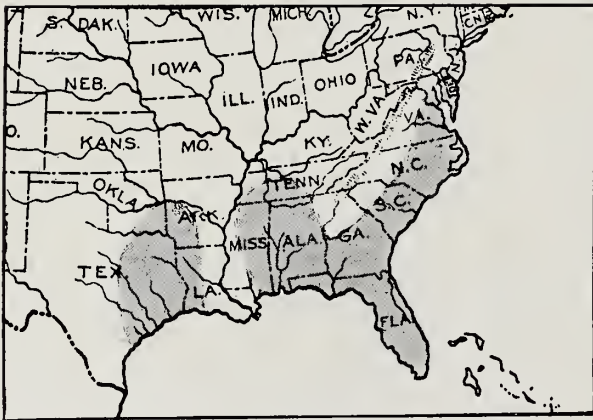 S. DAK.
WIS.
MICH.
N.Y.
CN
NEB.
IOWA
ILL.
IND.
OHIO
PA.
N.J.
O.
KANS.
MO.
KY.
W.VA.
VA.
OKLA.
ARK.
TENN.
N.C.
S.C.
TEX.
LA.
MISS.
ALA.
GA.
FLA.